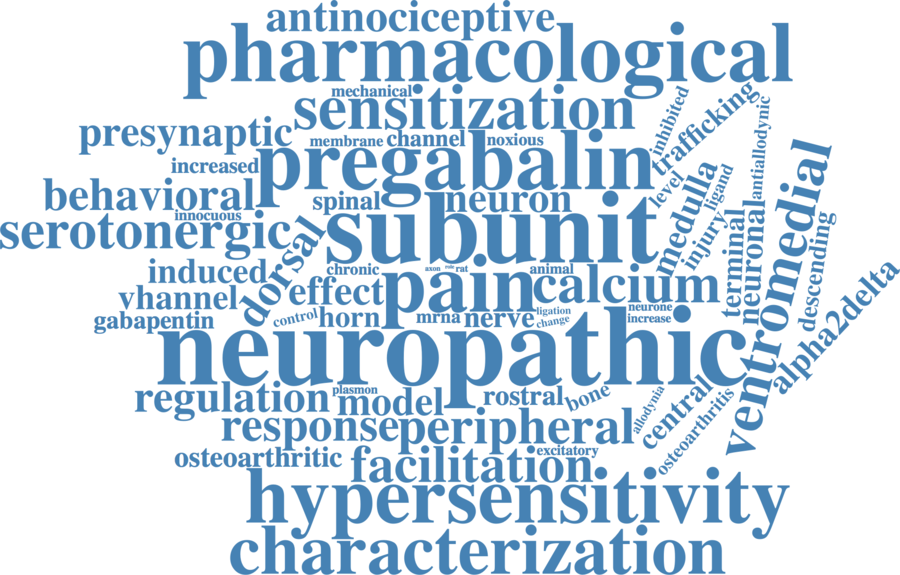 antinociceptive
pharmacological
mechanical
sensitization
inhibited
trafficking
antiallodynic
presynaptic
membrane
channel
noxious
increased
pregabalin
level
ligand
medulla
behavioral
spinal
neuron
innocuous
serotonergic
dorsal
subunit
injury
terminal
neuronal
ventromedial
descending
induced
chronic
axon
role
rat
animal
vhannel
effect
pain
calcium
alpha2delta
gabapentin
control
horn
mrna
nerve
ligation
change
neurone
increase
neuropathic
regulation
plasmon
model
rostral
bone
allodynia
central
osteoarthritis
response
peripheral
osteoarthritic
facilitation
excitatory
hypersensitivity
characterization